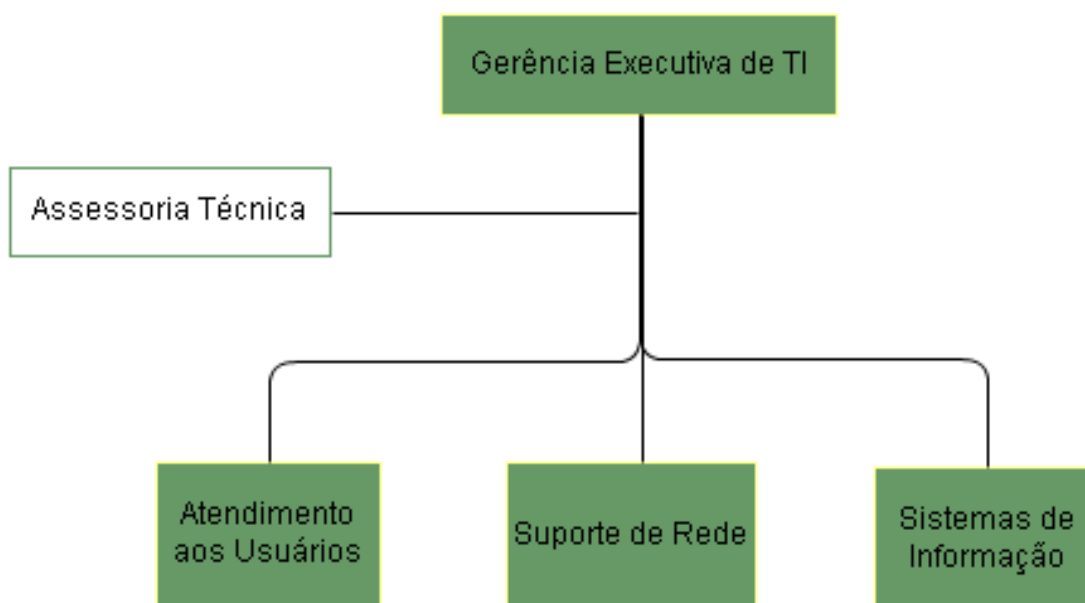 Gerência Executiva de TI
Assessoria Técnica
Atendimento
aos Usuários
Suporte de Rede
Sistemas de
Informação